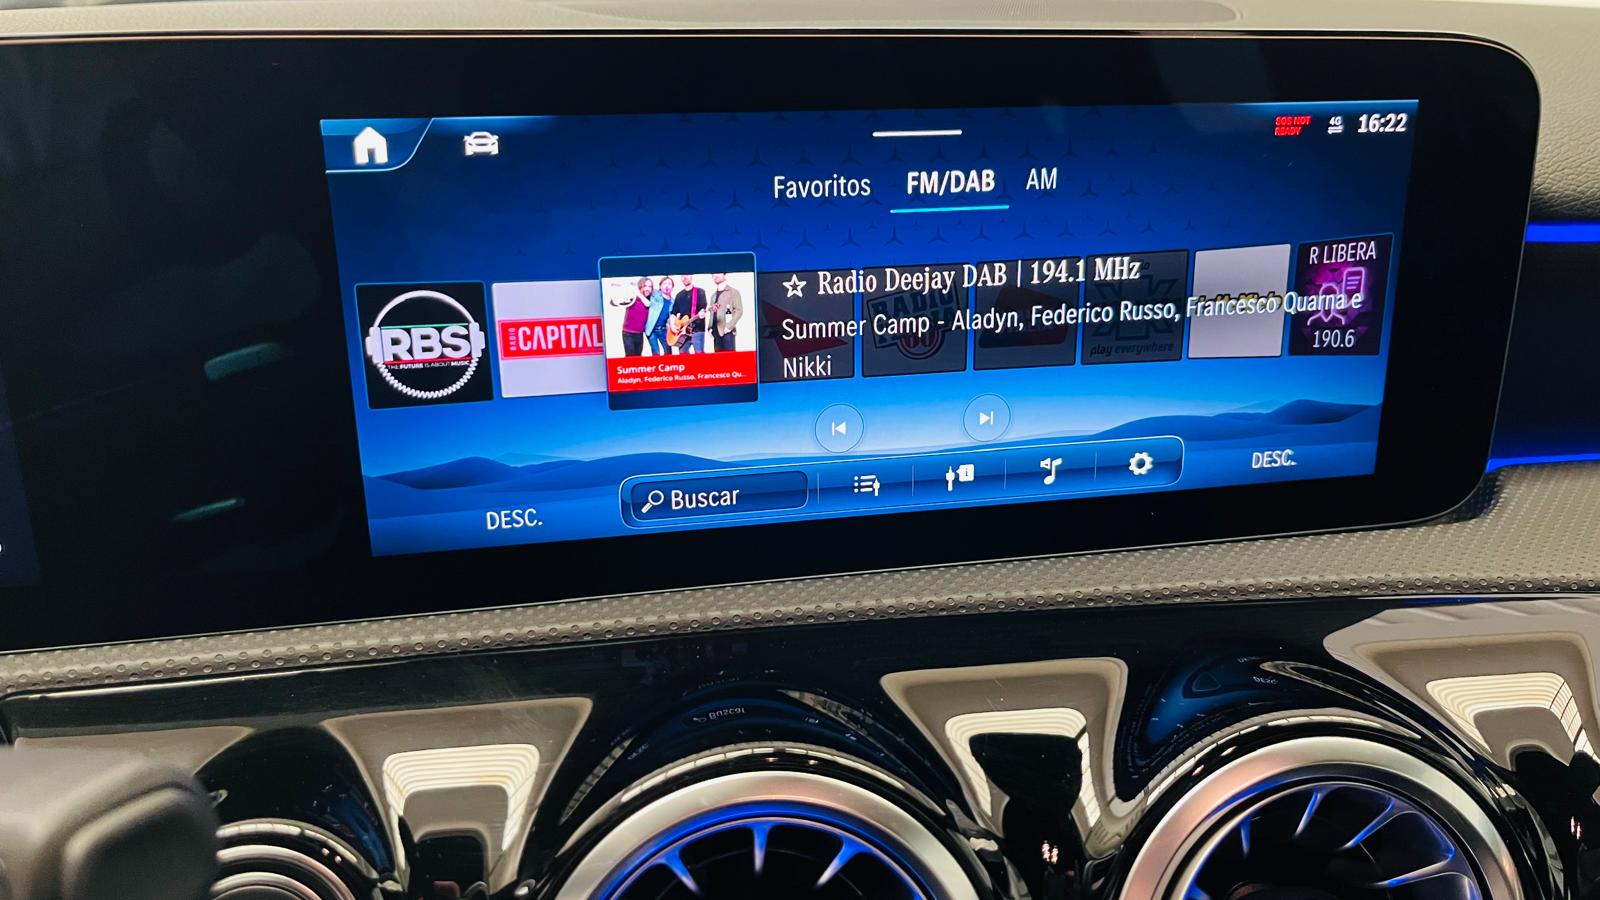 SOS NOT
READY
4G
16:22
Favoritos
FM/DAB
AM
RBS
THE FUTURE IS ABOUT MUSIC
RADIO
CAPITAL
Summer Camp
Aladyn, Federico Russo, Francesco Qu...
Radio Deejay DAB | 194.1 MHz
Summer Camp - Aladyn, Federico Russo, Francesco Quarna e
Nikki
play everywhere
R LIBERA
190.6
DESC.
Buscar
DESC.